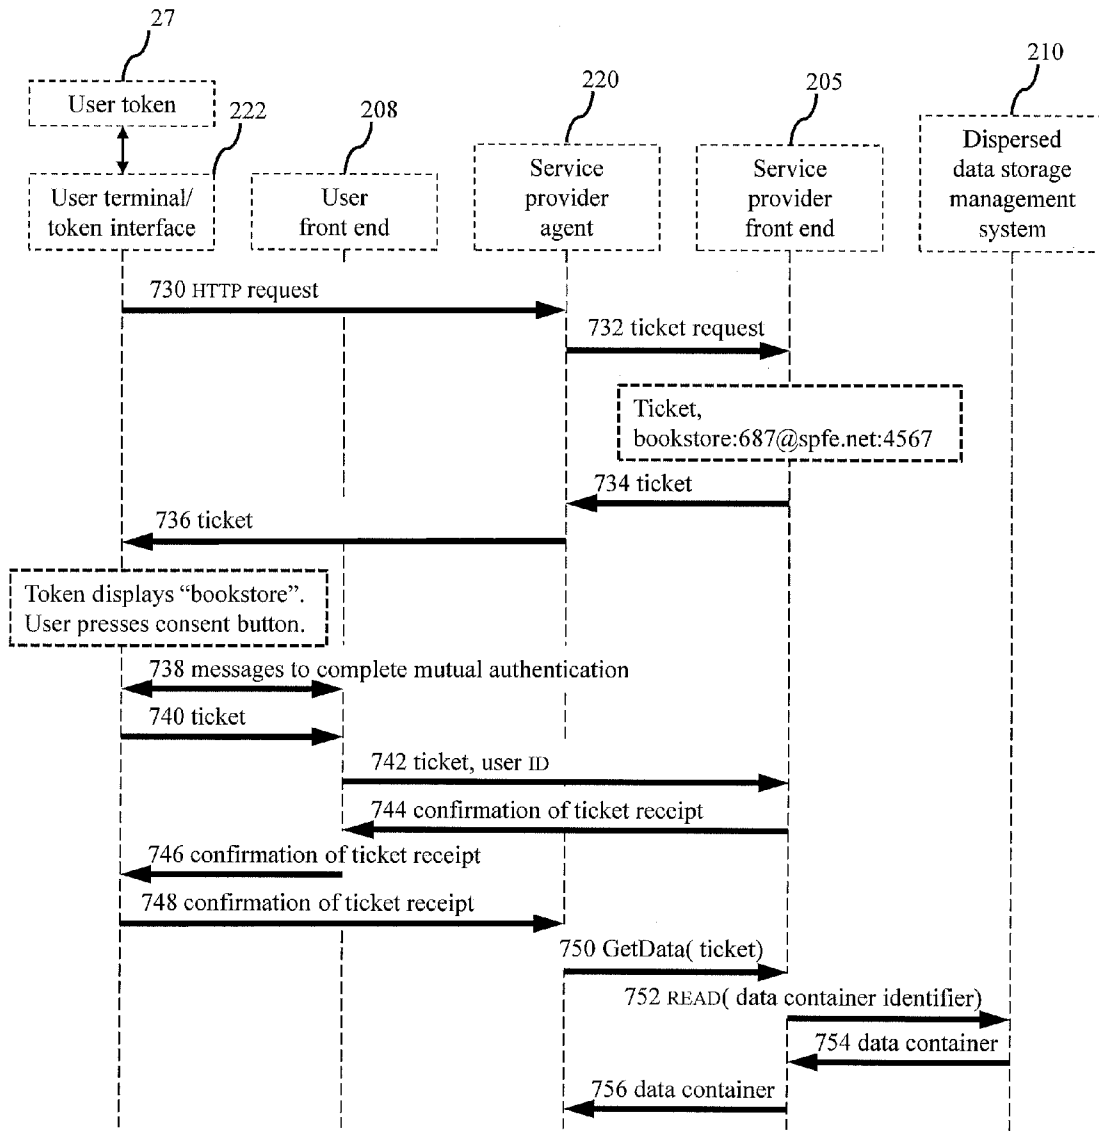 27
210
220
205
User token
222
208
Dispersed
data storage
management
system
Service
provider
agent
Service
provider
front end
User terminal/
token interface
User
front end
730 HTTP request
732 ticket request
Ticket,
bookstore:687@spfe.net:4567
734 ticket
736 ticket
Token displays “bookstore”.
User presses consent button.
738 messages to complete mutual authentication
740 ticket
742 ticket, user ID
744 confirmation of ticket receipt
746 confirmation of ticket receipt
748 confirmation of ticket receipt
750 GetData( ticket)
752 READ( data container identifier)
754 data container
756 data container